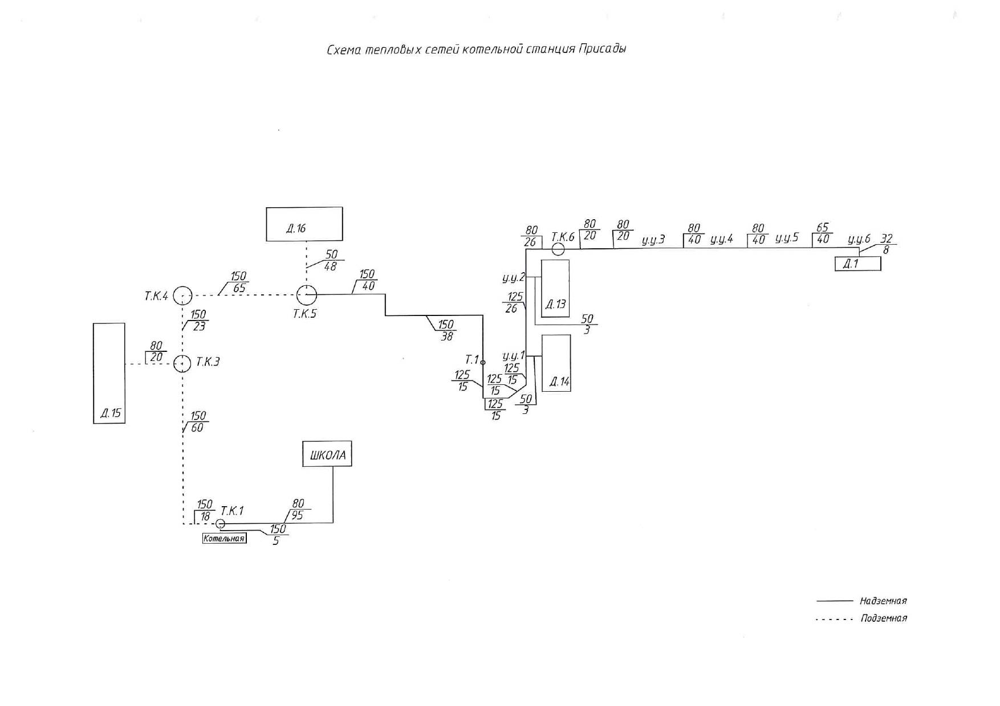 Схема тепловых сетей котельной станция Присады
Д.16
50
48
150
65
150
40
Т.К.4
Т.К.5
150
23
80
20
Т.К.3
Д.15
150
60
ШКОЛА
150
18
Т.К.1
80
95
150
5
Котельная
150
38
Т.1
125
15
125
15
125
15
125
15
у.у.1
50
3
Д.14
125
26
у.у.2
Д.13
50
3
80
26
Т.К.6
80
20
80
20
у.у.3
80
40
у.у.4
80
40
у.у.5
65
40
у.у.6
32
8
Д.1
Надземная
Подземная